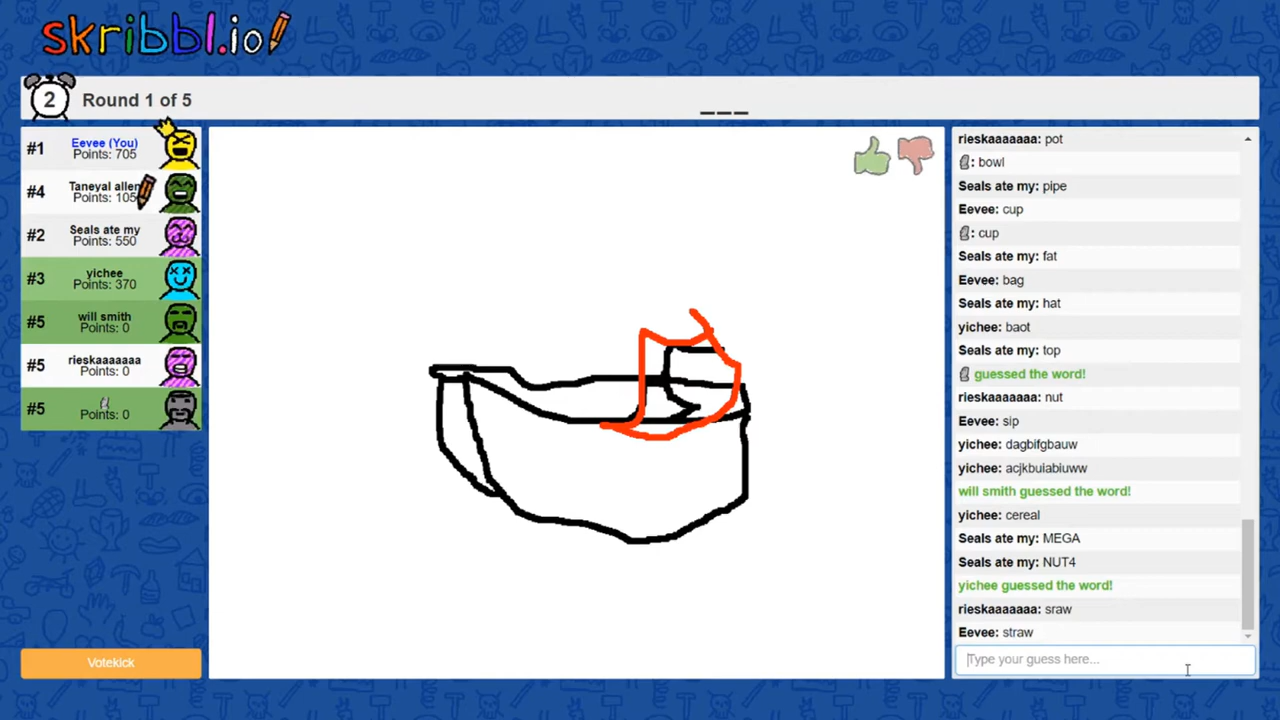 skribbl.io
2
Round 1 of 5
___
#1
Eevee (You)
Points: 705
#4
Taneyal allen
Points: 105
#2
Seals ate my
Points: 550
#3
yichee
Points: 370
#5
will smith
Points: 0
#5
rieskaaaaaaa
Points: 0
#5
Points: 0
Votekick
rieskaaaaaaa: pot
: bowl
Seals ate my: pipe
Eevee: cup
: cup
Seals ate my: fat
Eevee: bag
Seals ate my: hat
yichee: baot
Seals ate my: top
guessed the word!
rieskaaaaaaa: nut
Eevee: sip
yichee: dagbifgbauw
yichee: acjkbuiabiuww
will smith guessed the word!
yichee: cereal
Seals ate my: MEGA
Seals ate my: NUT4
yichee guessed the word!
rieskaaaaaaa: sraw
Eevee: straw
Type your guess here...